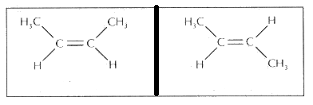 H₃C CH₃
C=C
H H
H₃C H
C=C
H CH₃